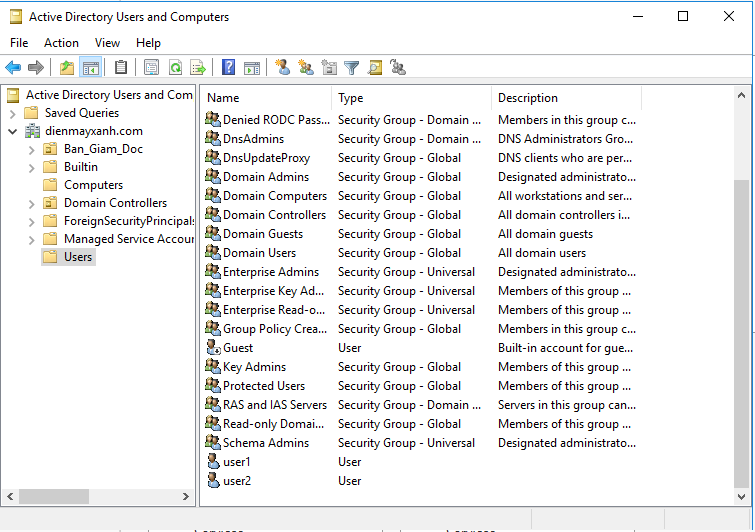 Active Directory Users and Computers
File Action View Help
Active Directory Users and Com
Saved Queries
dienmayxanh.com
Ban_Giam_Doc
Builtin
Computers
Domain Controllers
ForeignSecurityPrincipals
Managed Service Accour
Users
Name Type Description
Denied RODC Pass... Security Group - Domain ... Members in this group c...
DnsAdmins Security Group - Domain ... DNS Administrators Gro...
DnsUpdateProxy Security Group - Global DNS clients who are per...
Domain Admins Security Group - Global Designated administrato...
Domain Computers Security Group - Global All workstations and ser...
Domain Controllers Security Group - Global All domain controllers i...
Domain Guests Security Group - Global All domain guests
Domain Users Security Group - Global All domain users
Enterprise Admins Security Group - Universal Designated administrato...
Enterprise Key Ad... Security Group - Universal Members of this group ...
Enterprise Read-o... Security Group - Universal Members of this group ...
Group Policy Crea... Security Group - Global Members in this group c...
Guest User Built-in account for gue...
Key Admins Security Group - Global Members of this group ...
Protected Users Security Group - Global Members of this group ...
RAS and IAS Servers Security Group - Domain ... Servers in this group can...
Read-only Domai... Security Group - Global Members of this group ...
Schema Admins Security Group - Universal Designated administrato...
user1 User
user2 User